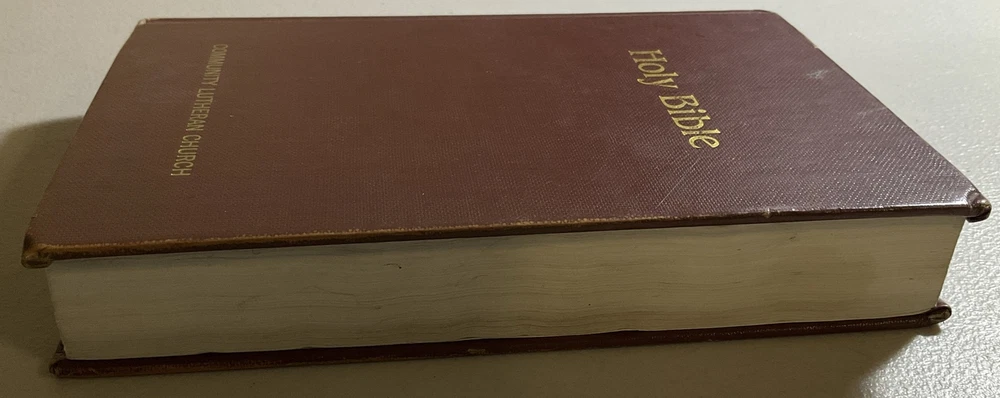 Holy Bible
COMMUNITY LUTHERAN CHURCH